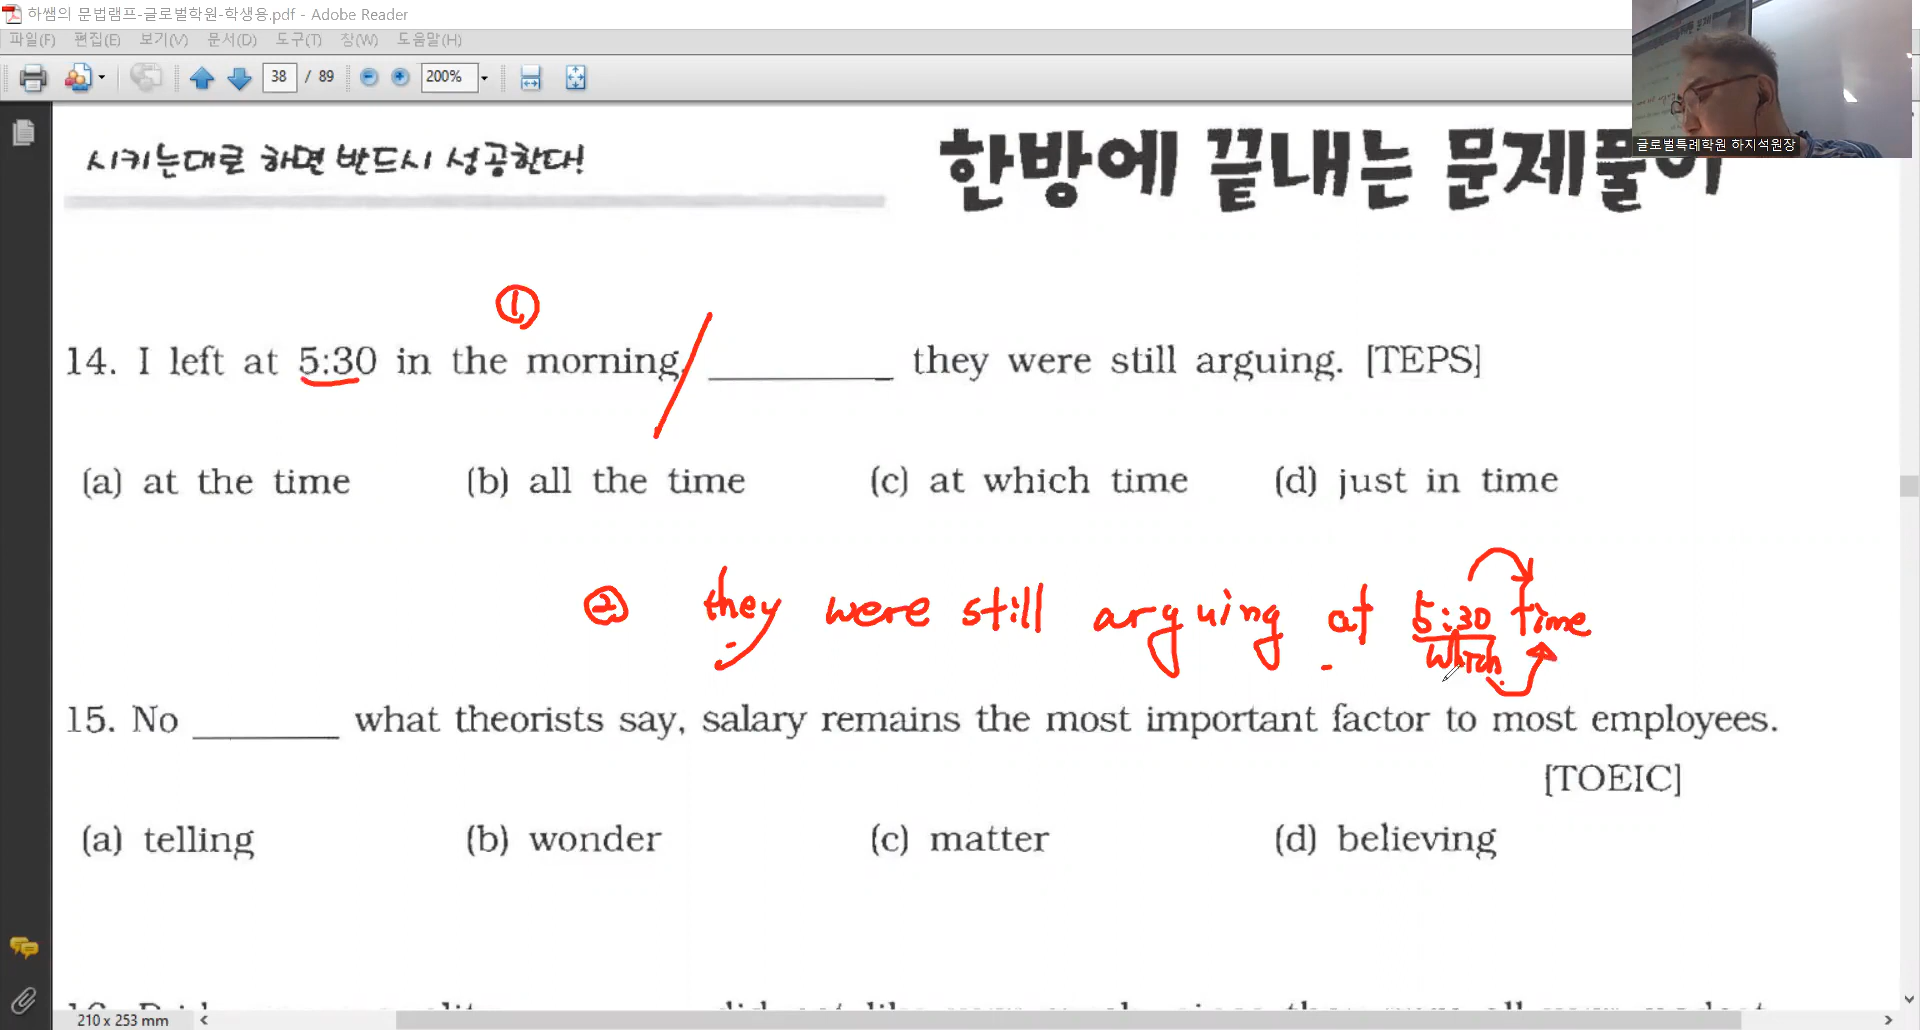 하쌤의 문법램프-글로벌학원-학생용.pdf - Adobe Reader
파일(F) 편집(E) 보기(V) 문서(D) 도구(T) 창(W) 도움말(H)
38 / 89 200%
글로벌특례학원 하지석원장
시키는대로 하면 반드시 성공한다!
한방에 끝내는 문제풀이
①
14. I left at 5:30 in the morning, ________ they were still arguing. [TEPS]
(a) at the time (b) all the time (c) at which time (d) just in time
② they were still arguing at 5:30 time
which
15. No ________ what theorists say, salary remains the most important factor to most employees.
[TOEIC]
(a) telling (b) wonder (c) matter (d) believing
210 x 253 mm